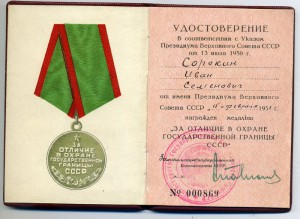 ЗА
ОТЛИЧИЕ
В ОХРАНЕ
ГОСУДАРСТВЕННОЙ
ГРАНИЦЫ
СССР
УДОСТОВЕРЕНИЕ
В соответствии с Указом
Президиума Верховного Совета СССР
от 13 июля 1950 г.
Сорокин
Иван
Семенович
от имени Президиума Верховного
Совета СССР
награжден медалью
„ЗА ОТЛИЧИЕ В ОХРАНЕ
ГОСУДАРСТВЕННОЙ ГРАНИЦЫ
СССР"
№ 000869